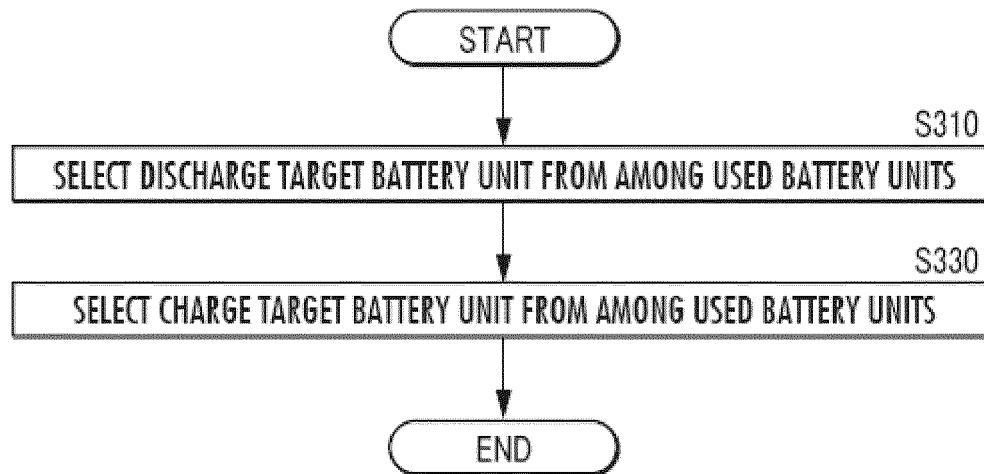 START
S310
SELECT DISCHARGE TARGET BATTERY UNIT FROM AMONG USED BATTERY UNITS
S330
SELECT CHARGE TARGET BATTERY UNIT FROM AMONG USED BATTERY UNITS
END